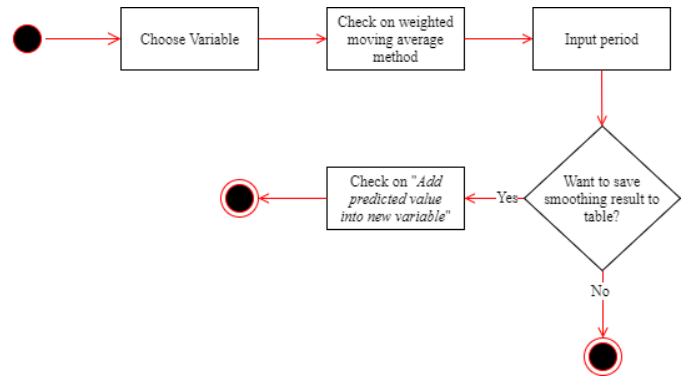 Choose Variable
Check on weighted
moving average
method
Input period
Want to save
smoothing result to
table?
Yes
Check on "Add
predicted value
into new variable"
No